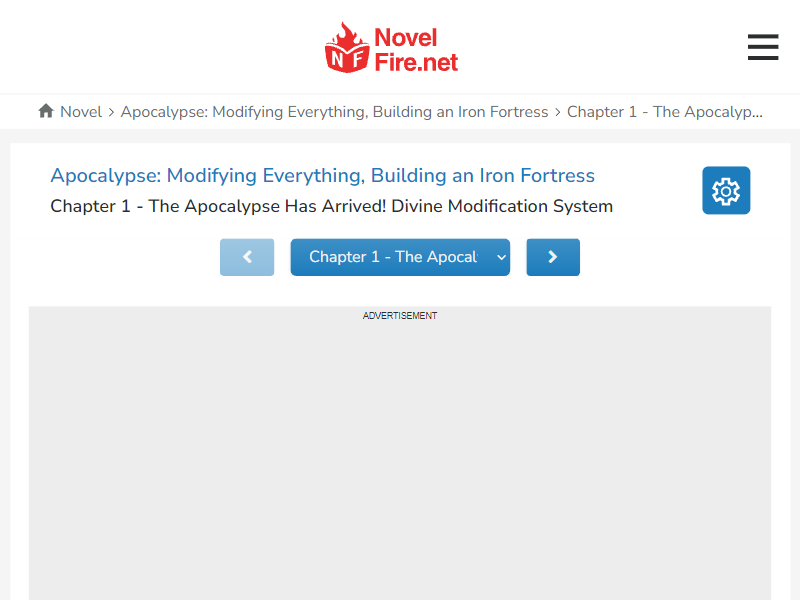 Novel
Fire.net
NF
Novel > Apocalypse: Modifying Everything, Building an Iron Fortress > Chapter 1 - The Apocalyp...
Apocalypse: Modifying Everything, Building an Iron Fortress
Chapter 1 - The Apocalypse Has Arrived! Divine Modification System
Chapter 1 - The Apocal
ADVERTISEMENT